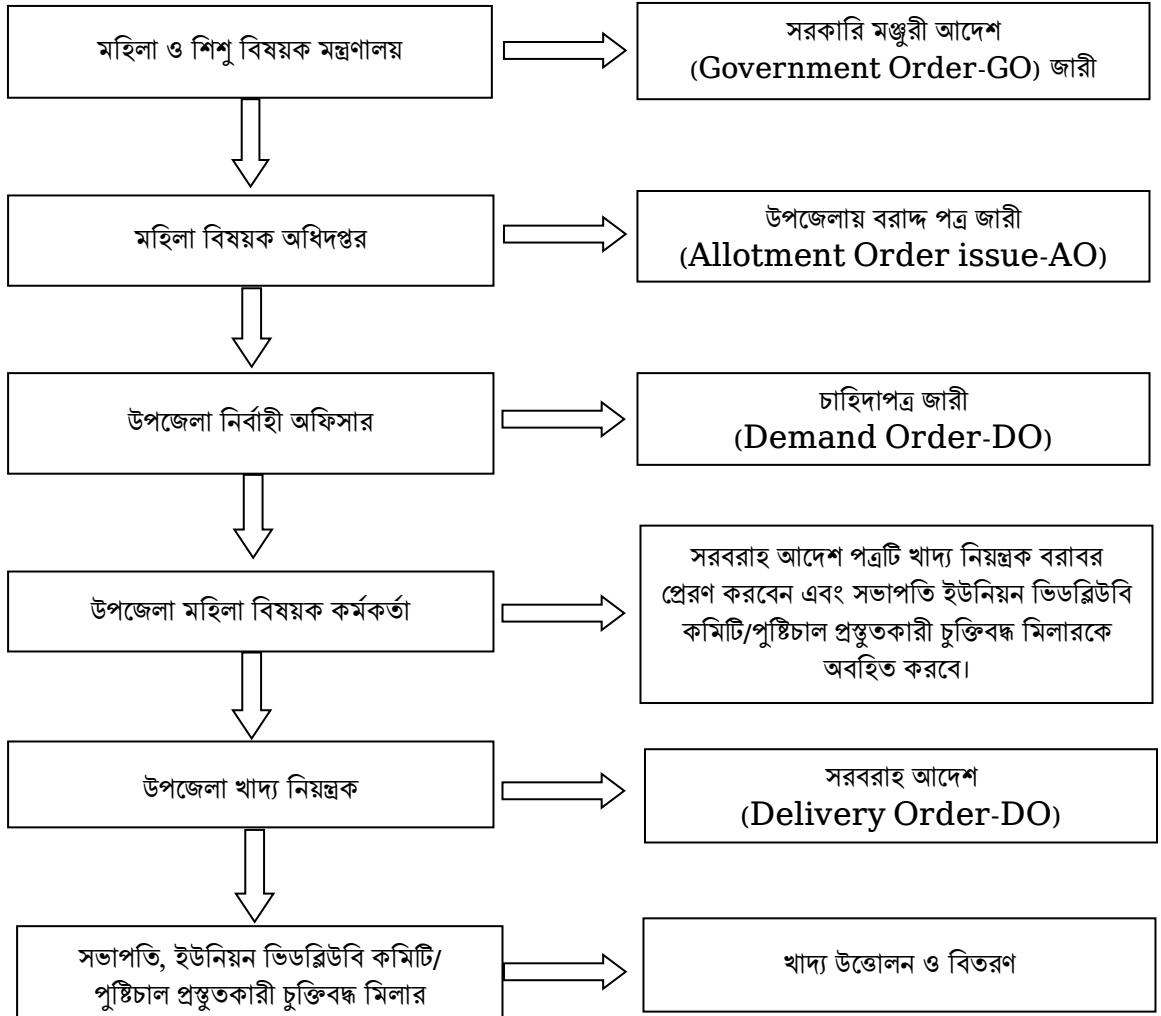 মহিলা ও শিশু বিষয়ক মন্ত্রণালয়
সরকারি মঞ্জুরী আদেশ
(Government Order-GO) জারী
মহিলা বিষয়ক অধিদপ্তর
উপজেলায় বরাদ্দ পত্র জারী
(Allotment Order issue-AO)
উপজেলা নির্বাহী অফিসার
চাহিদাপত্র জারী
(Demand Order-DO)
উপজেলা মহিলা বিষয়ক কর্মকর্তা
সরবরাহ আদেশ পত্রটি খাদ্য নিয়ন্ত্রক বরাবর
প্রেরণ করবেন এবং সভাপতি ইউনিয়ন ভিডব্লিউবি
কমিটি/পুষ্টিচাল প্রস্তুতকারী চুক্তিবদ্ধ মিলারকে
অবহিত করবে।
উপজেলা খাদ্য নিয়ন্ত্রক
সরবরাহ আদেশ
(Delivery Order-DO)
সভাপতি, ইউনিয়ন ভিডব্লিউবি কমিটি/
পুষ্টিচাল প্রস্তুতকারী চুক্তিবদ্ধ মিলার
খাদ্য উত্তোলন ও বিতরণ